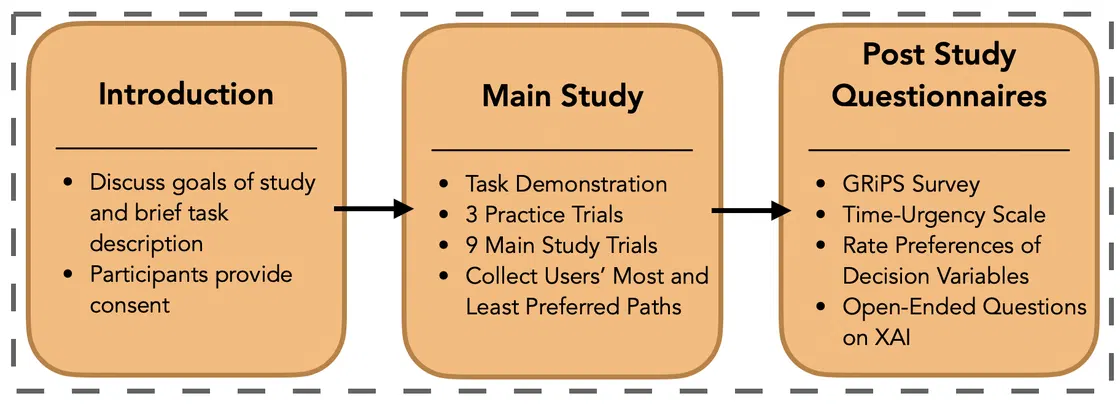 Introduction
• Discuss goals of study
and brief task
description
• Participants provide
consent
Main Study
• Task Demonstration
• 3 Practice Trials
• 9 Main Study Trials
• Collect Users’ Most and
Least Preferred Paths
Post Study
Questionnaires
• GRiPS Survey
• Time-Urgency Scale
• Rate Preferences of
Decision Variables
• Open-Ended Questions
on XAI